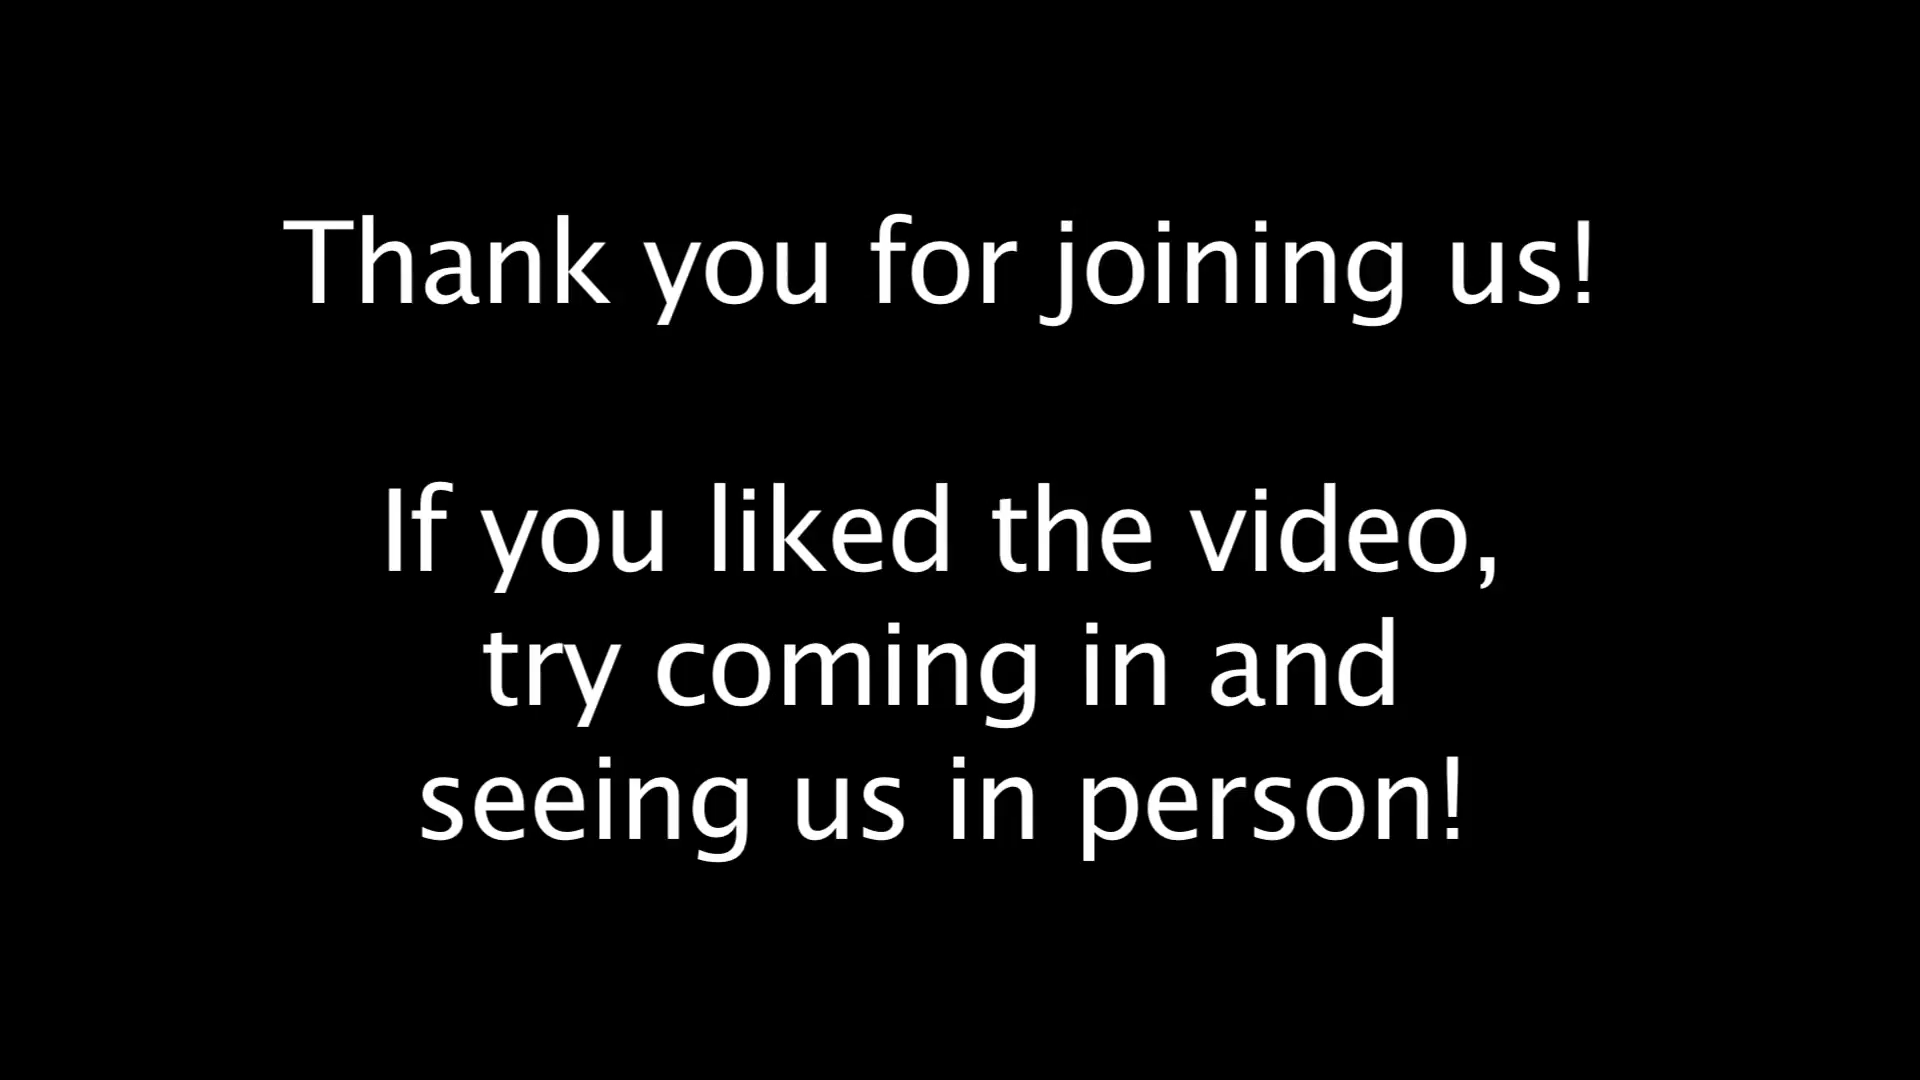 Thank you for joining us!
If you liked the video,
try coming in and
seeing us in person!